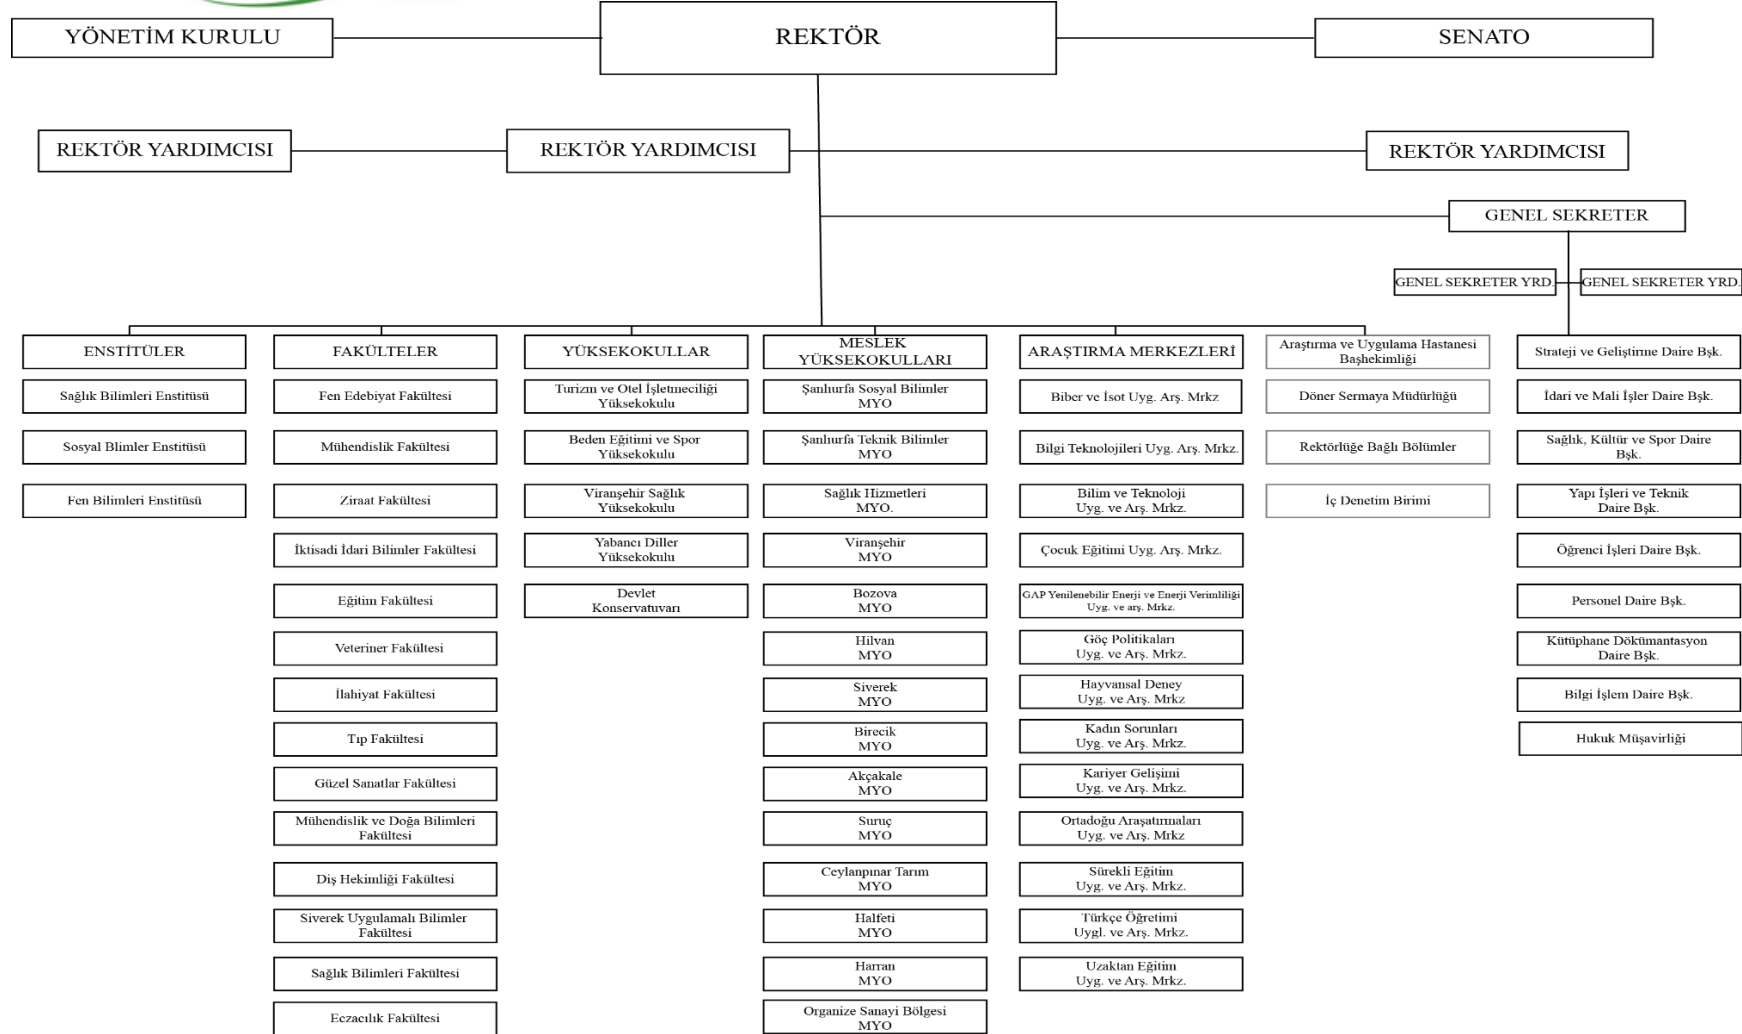 YÖNETİM KURULU
REKTÖR
SENATO
REKTÖR YARDIMCISI
REKTÖR YARDIMCISI
REKTÖR YARDIMCISI
GENEL SEKRETER
GENEL SEKRETER YRD.
GENEL SEKRETER YRD.
ENSTİTÜLER
Sağlık Bilimleri Enstitüsü
Sosyal Blimler Enstitüsü
Fen Bilimleri Enstitüsü
FAKÜLTELER
Fen Edebiyat Fakültesi
Mühendislik Fakültesi
Ziraat Fakültesi
İktisadi İdari Bilimler Fakültesi
Eğitim Fakültesi
Veteriner Fakültesi
İlahiyat Fakültesi
Tıp Fakültesi
Güzel Sanatlar Fakültesi
Mühendislik ve Doğa Bilimleri
Fakültesi
Diş Hekimliği Fakültesi
Siverek Uygulamalı Bilimler
Fakültesi
Sağlık Bilimleri Fakültesi
Eczacılık Fakültesi
YÜKSEKOKULLAR
Turizm ve Otel İşletmeciliği
Yüksekokulu
Beden Eğitimi ve Spor
Yüksekokulu
Viranşehir Sağlık
Yüksekokulu
Yabancı Diller
Yüksekokulu
Devlet
Konservatuvarı
MESLEK
YÜKSEKOKULLARI
Şanlıurfa Sosyal Bilimler
MYO
Şanlıurfa Teknik Bilimler
MYO
Sağlık Hizmetleri
MYO.
Viranşehir
MYO
Bozova
MYO
Hilvan
MYO
Siverek
MYO
Birecik
MYO
Akçakale
MYO
Suruç
MYO
Ceylanpınar Tarım
MYO
Halfeti
MYO
Harran
MYO
Organize Sanayi Bölgesi
MYO
ARAŞTIRMA MERKEZLERİ
Biber ve İsot Uyg. Arş. Mrkz
Bilgi Teknolojileri Uyg. Arş. Mrkz.
Bilim ve Teknoloji
Uyg. ve Arş. Mrkz.
Çocuk Eğitimi Uyg. Arş. Mrkz.
GAP Yenilenebilir Enerji ve Enerji Verimliliği
Uyg. ve arş. Mrkz.
Göç Politikaları
Uyg. ve Arş. Mrkz.
Hayvansal Deney
Uyg. ve Arş. Mrkz
Kadın Sorunları
Uyg. ve Arş. Mrkz.
Kariyer Gelişimi
Uyg. ve Arş. Mrkz.
Ortadoğu Araşatırmaları
Uyg. ve Arş. Mrkz
Sürekli Eğitim
Uyg. ve Arş. Mrkz.
Türkçe Öğretimi
Uygl. ve Arş. Mrkz.
Uzaktan Eğitim
Uyg. ve Arş. Mrkz.
Araştırma ve Uygulama Hastanesi
Başhekimliği
Döner Sermaya Müdürlüğü
Rektörlüğe Bağlı Bölümler
İç Denetim Birimi
Strateji ve Geliştirme Daire Bşk.
İdari ve Mali İşler Daire Bşk.
Sağlık, Kültür ve Spor Daire
Bşk.
Yapı İşleri ve Teknik
Daire Bşk.
Öğrenci İşleri Daire Bşk.
Personel Daire Bşk.
Kütüphane Dökümantasyon
Daire Bşk.
Bilgi İşlem Daire Bşk.
Hukuk Müşavirliği